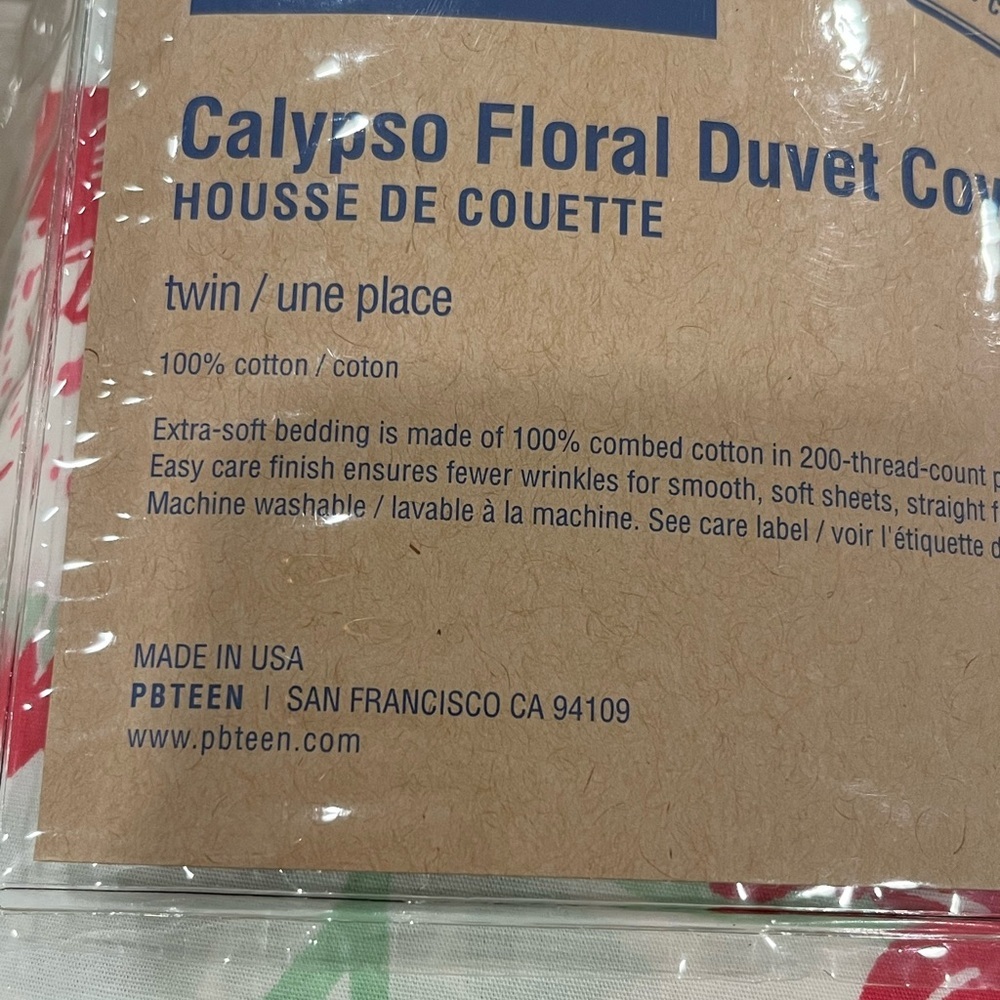 Calypso Floral Duvet Cov
HOUSSE DE COUETTE
twin / une place
100% cotton / coton
Extra-soft bedding is made of 100% combed cotton in 200-thread-count p
Easy care finish ensures fewer wrinkles for smooth, soft sheets, straight f
Machine washable / lavable à la machine. See care label / voir l'étiquette d
MADE IN USA
PBTEEN | SAN FRANCISCO CA 94109
www.pbteen.com